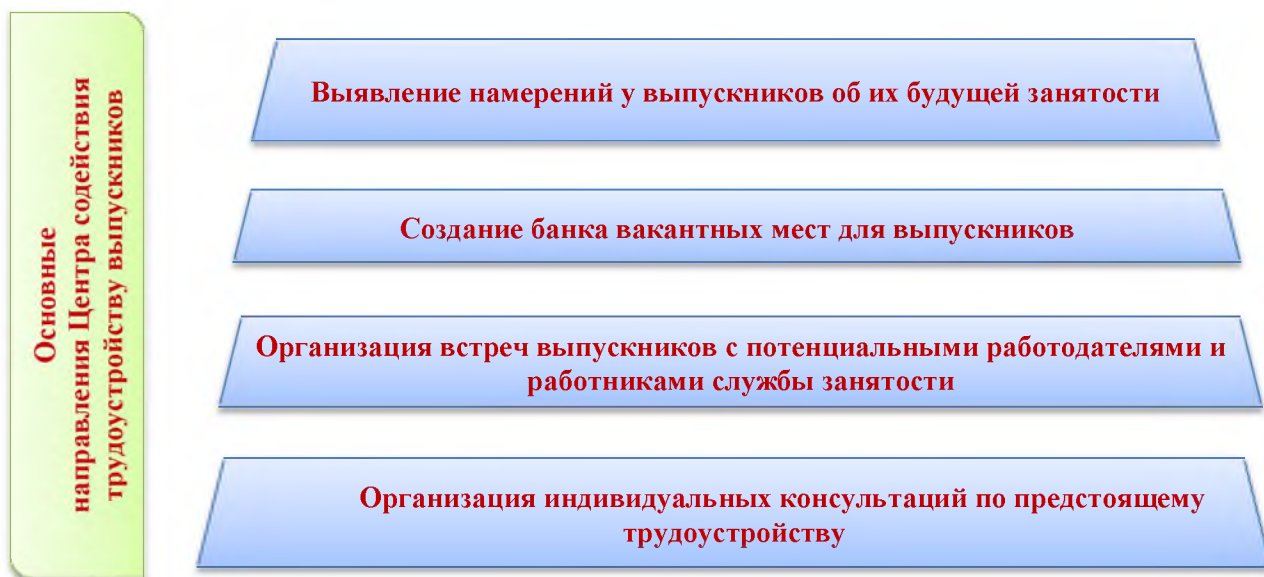 Основные
направления Центра содействия
трудоустройству выпускников
Выявление намерений у выпускников об их будущей занятости
Создание банка вакантных мест для выпускников
Организация встреч выпускников с потенциальными работодателями и
работниками службы занятости
Организация индивидуальных консультаций по предстоящему
трудоустройству